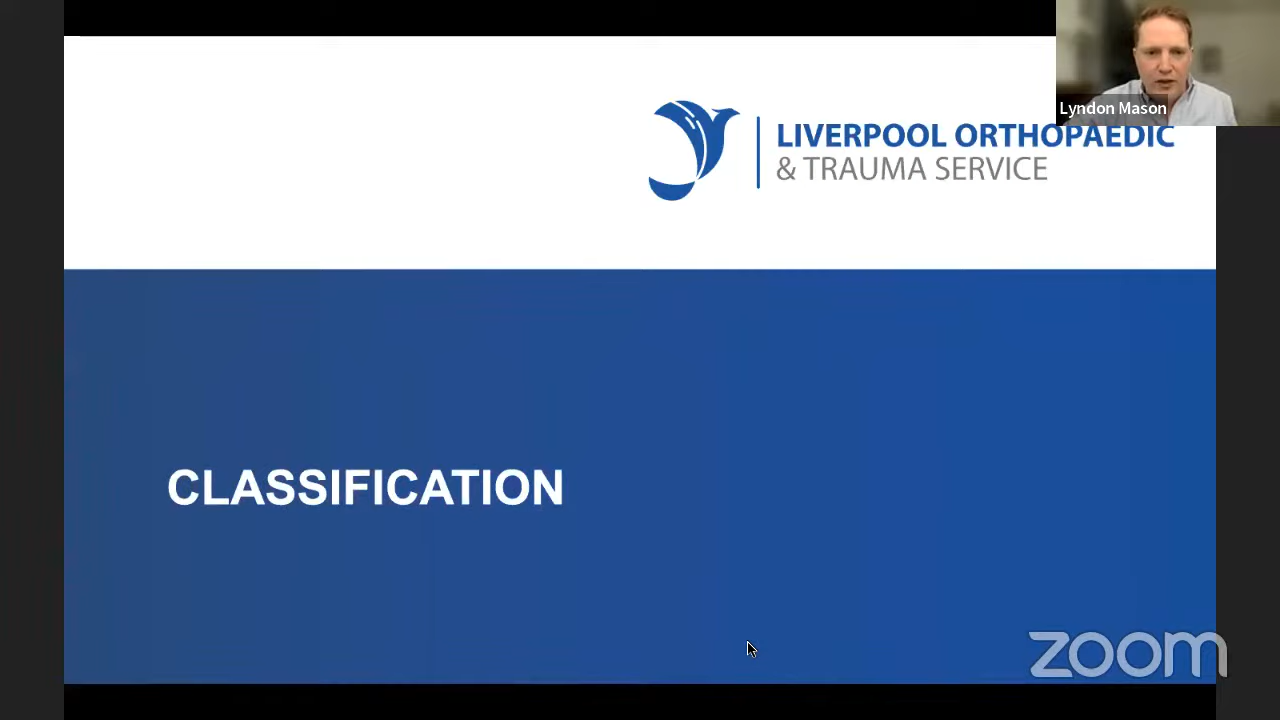 Lyndon Mason
LIVERPOOL ORTHOPAEDIC
& TRAUMA SERVICE
CLASSIFICATION
zoom